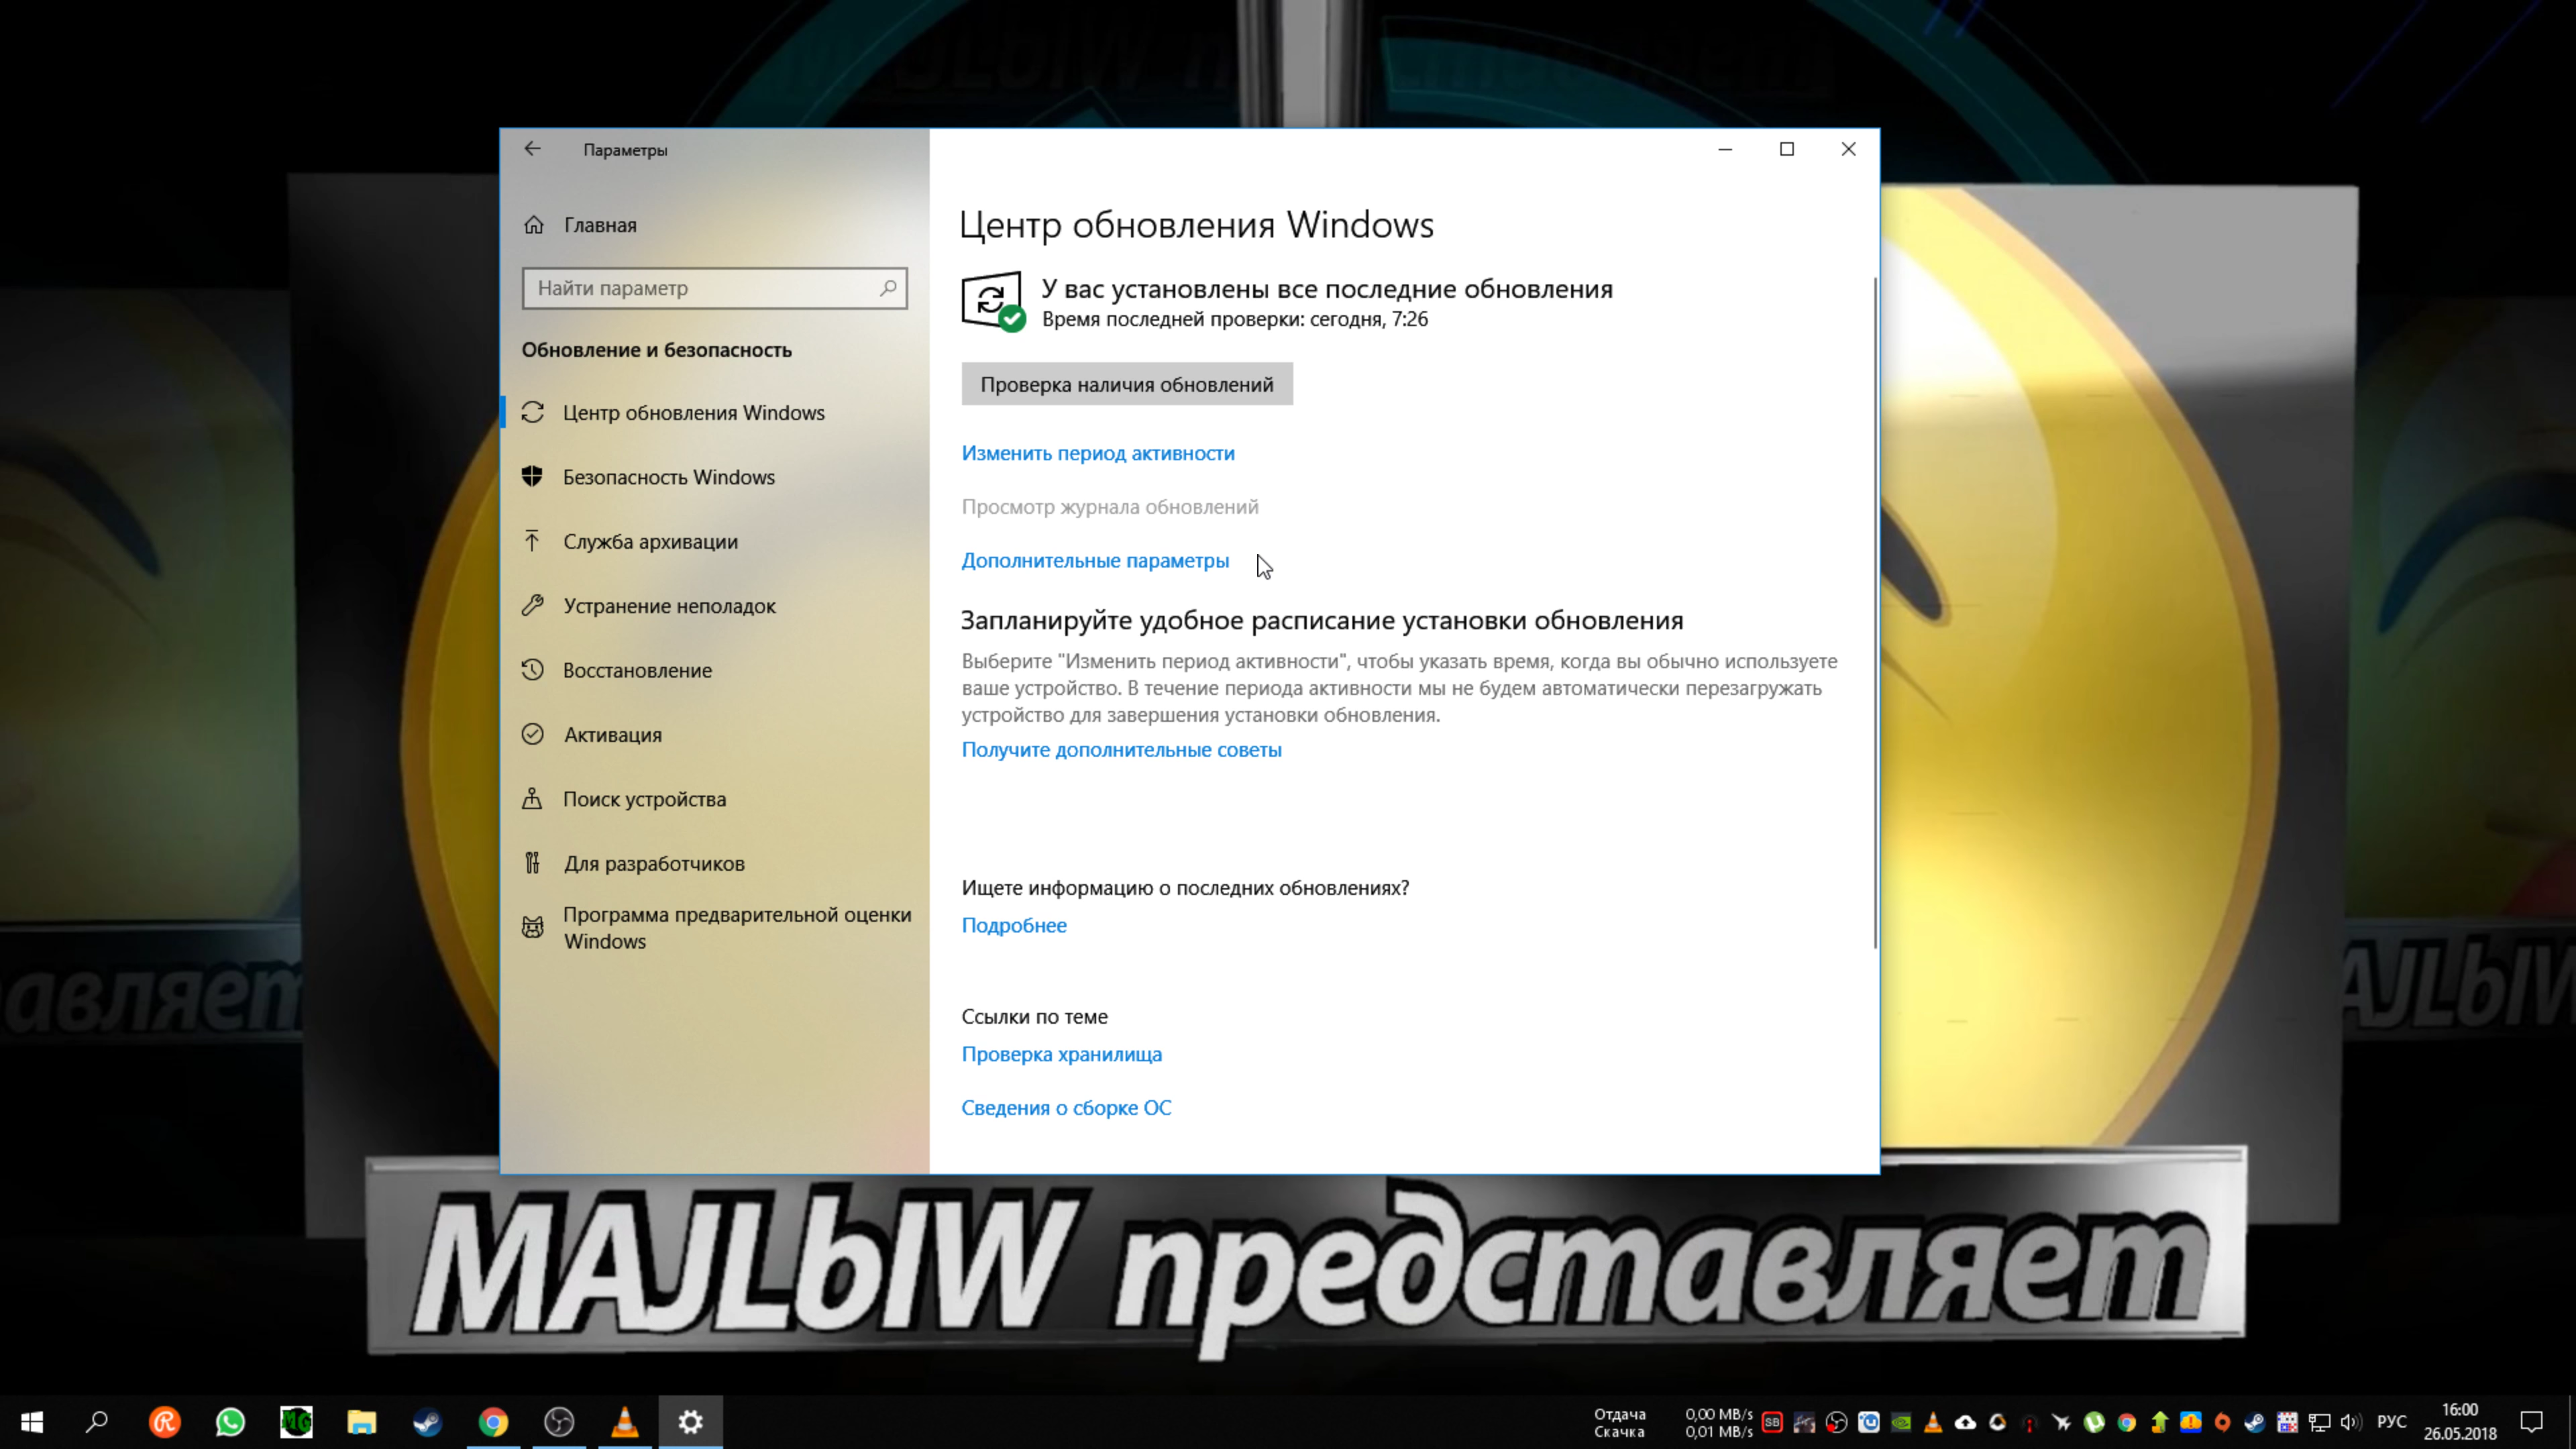 Параметры
Главная
Найти параметр
Обновление и безопасность
Центр обновления Windows
Безопасность Windows
Служба архивации
Устранение неполадок
Восстановление
Активация
Поиск устройства
Для разработчиков
Программа предварительной оценки
Windows
Центр обновления Windows
У вас установлены все последние обновления
Время последней проверки: сегодня, 7:26
Проверка наличия обновлений
Изменить период активности
Просмотр журнала обновлений
Дополнительные параметры
Запланируйте удобное расписание установки обновления
Выберите "Изменить период активности", чтобы указать время, когда вы обычно используете
ваше устройство. В течение периода активности мы не будем автоматически перезагружать
устройство для завершения установки обновления.
Получите дополнительные советы
Ищете информацию о последних обновлениях?
Подробнее
Ссылки по теме
Проверка хранилища
Сведения о сборке ОС
MAJLbIW представляет
Отдача 0,00 MB/s
Скачка 0,01 MB/s
SB
РУС
16:00
26.05.2018